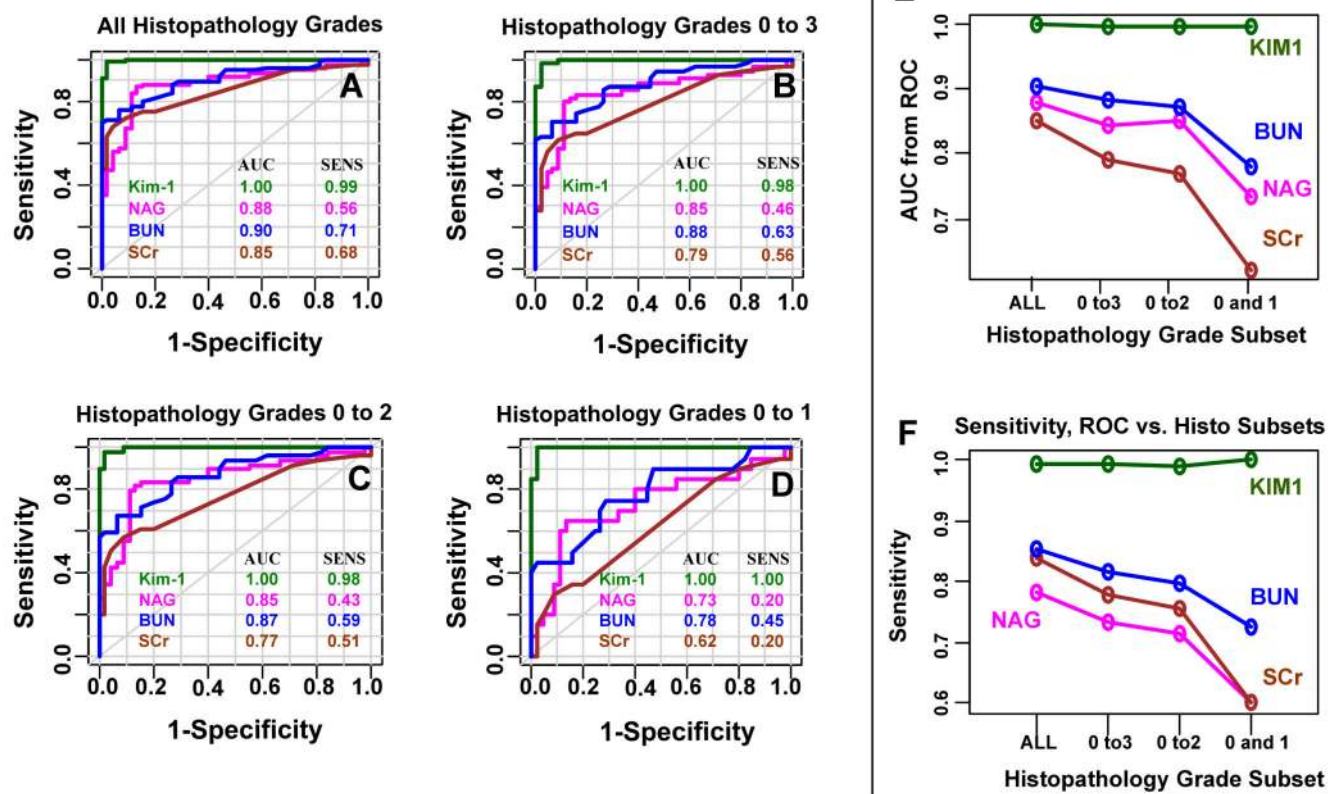 All Histopathology Grades
A
Sensitivity
0.8
0.4
0.0
AUC SENS
Kim-1 1.00 0.99
NAG 0.88 0.56
BUN 0.90 0.71
SCr 0.85 0.68
0.0 0.2 0.4 0.6 0.8 1.0
1-Specificity
Histopathology Grades 0 to 3
B
Sensitivity
0.8
0.4
0.0
AUC SENS
Kim-1 1.00 0.98
NAG 0.85 0.46
BUN 0.88 0.63
SCr 0.79 0.56
0.0 0.2 0.4 0.6 0.8 1.0
1-Specificity
Histopathology Grades 0 to 2
C
Sensitivity
0.8
0.4
0.0
AUC SENS
Kim-1 1.00 0.98
NAG 0.85 0.43
BUN 0.87 0.59
SCr 0.77 0.51
0.0 0.2 0.4 0.6 0.8 1.0
1-Specificity
Histopathology Grades 0 to 1
D
Sensitivity
0.8
0.4
0.0
AUC SENS
Kim-1 1.00 1.00
NAG 0.73 0.20
BUN 0.78 0.45
SCr 0.62 0.20
0.0 0.2 0.4 0.6 0.8 1.0
1-Specificity
AUC from ROC
1.0
0.9
0.8
0.7
KIM1
BUN
NAG
SCr
ALL 0 to3 0 to2 0 and 1
Histopathology Grade Subset
F Sensitivity, ROC vs. Histo Subsets
Sensitivity
1.0
0.9
0.8
0.7
0.6
KIM1
BUN
NAG
SCr
ALL 0 to3 0 to2 0 and 1
Histopathology Grade Subset